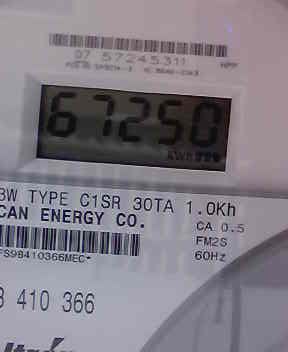 07 57245311
67250
3W TYPE C1SR 30TA 1.0Kh
CAN ENERGY CO.
CA 0.5
FM2S
FS98410366MEC*
60Hz
3 410 366